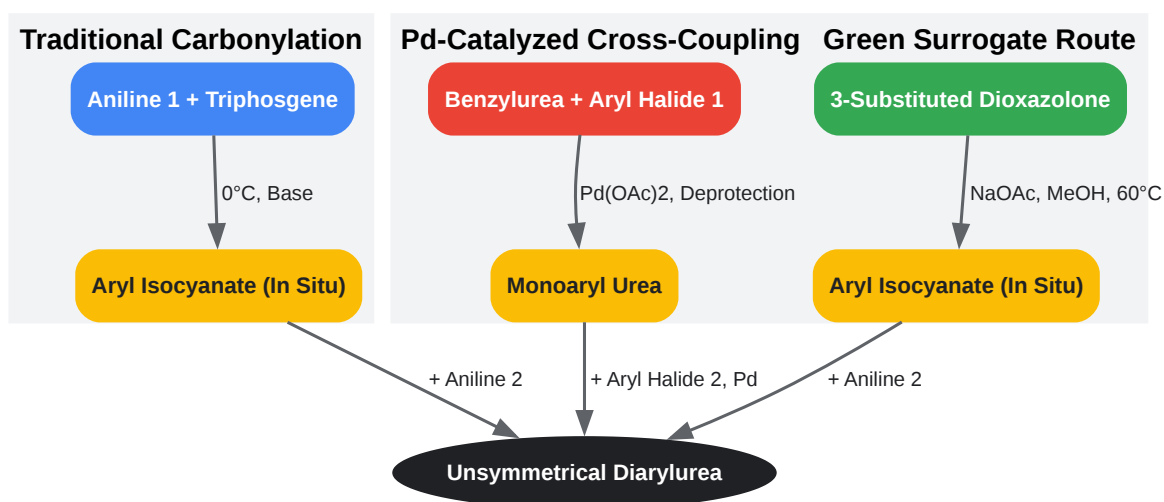 Traditional Carbonylation
Pd-Catalyzed Cross-Coupling
Green Surrogate Route
Aniline 1 + Triphosgene
Benzylurea + Aryl Halide 1
3-Substituted Dioxazolone
0°C, Base
Pd(OAc)2, Deprotection
NaOAc, MeOH, 60°C
Aryl Isocyanate (In Situ)
Monoaryl Urea
Aryl Isocyanate (In Situ)
+ Aniline 2
+ Aryl Halide 2, Pd
+ Aniline 2
Unsymmetrical Diarylurea